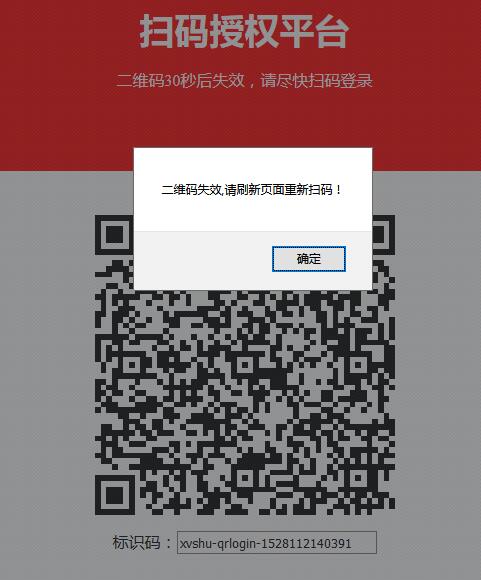 扫码授权平台
二维码30秒后失效，请尽快扫码登录
二维码失效,请刷新页面重新扫码！
确定
标识码：xvshu-qrlogin-1528112140391